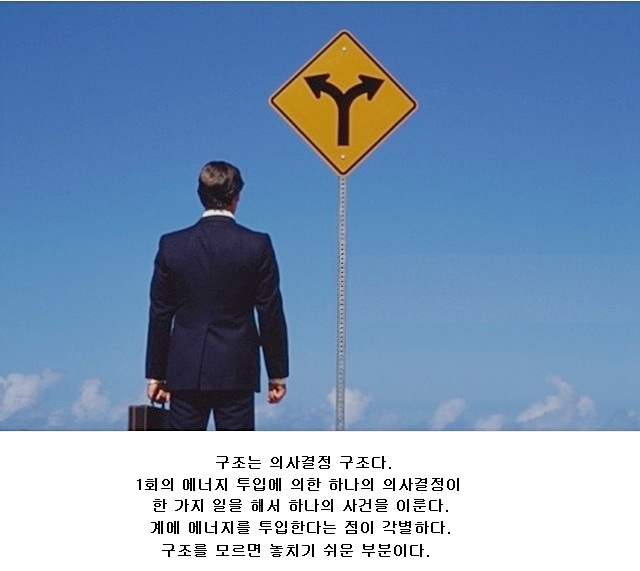 구조는 의사결정 구조다.
1회의 에너지 투입에 의한 하나의 의사결정이
한 가지 일을 해서 하나의 사건을 이룬다.
계에 에너지를 투입한다는 점이 각별하다.
구조를 모르면 놓치기 쉬운 부분이다.